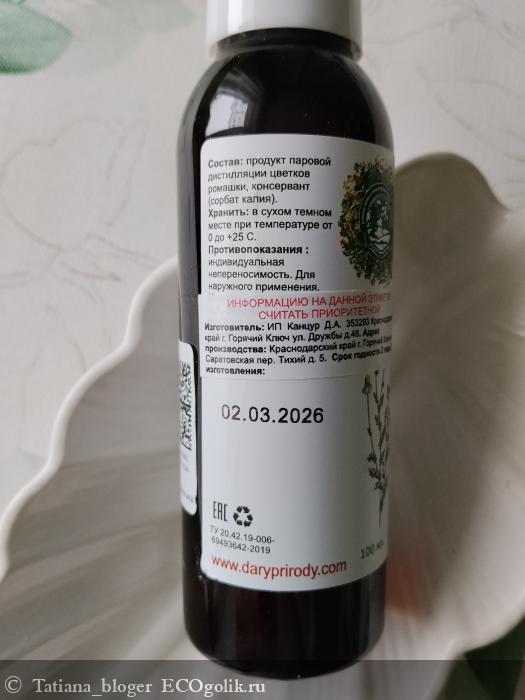 Состав: продукт паровой
дистилляции цветков
ромашки, консервант
(сорбат калия).
Хранить: в сухом темном
месте при температуре от
0 до +25 С.
Противопоказания :
индивидуальная
непереносимость. Для
наружного применения.
ИНФОРМАЦИЮ НА ДАННОЙ ЭТИКЕТ
СЧИТАТЬ ПРИОРИТЕТНОЙ
Изготовитель: ИП Канцур Д.А. 353293 Краснода
край г. Горячий Ключ ул. Дружбы д.48. Адрес
производства: Краснодарский край г. Горячий
Саратовская пер. Тихий д. 5. Срок годности 2
изготовления:
02.03.2026
EAC
ТУ 20.42.19-006-
69493642-2019
100 мл.
www.daryprirody.com
© Tatiana_bloger ECOgolik.ru